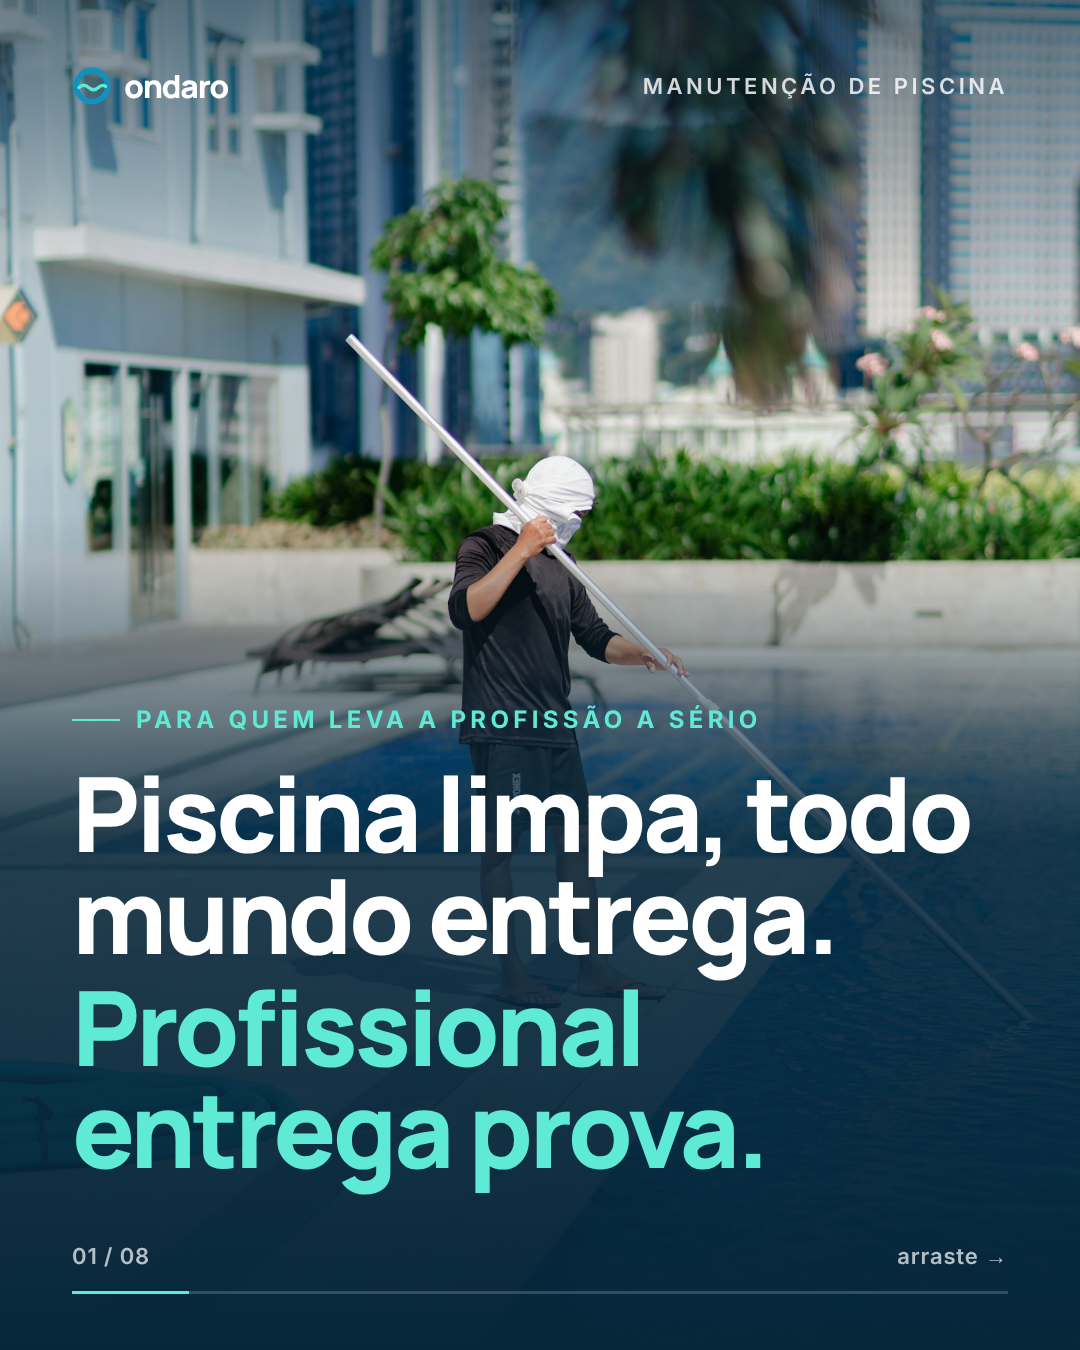 ondaro
MANUTENÇÃO DE PISCINA
PARA QUEM LEVA A PROFISSÃO A SÉRIO
Piscina limpa, todo
mundo entrega.
Profissional
entrega prova.
01 / 08
arraste →